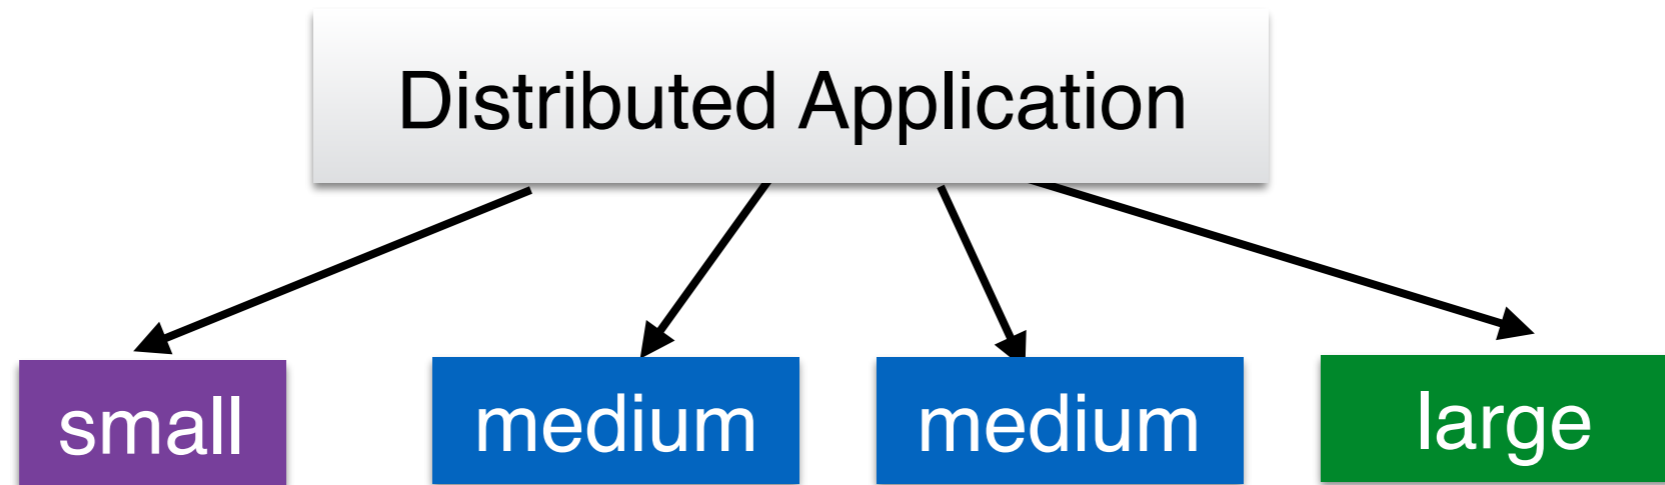 Distributed Application
small
medium
medium
large